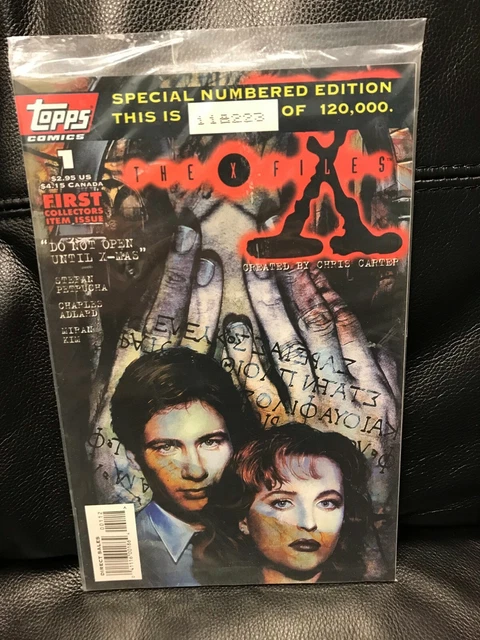 SPECIAL NUMBERED EDITION
THIS IS 118223 OF 120,000.
Topps
COMICS
1
$2.95 US
$4.15 CANADA
FIRST
COLLECTORS
ITEM ISSUE
THE X FILES
X
CREATED BY CHRIS CARTER
"DO NOT OPEN
UNTIL X-MAS"
STEFAN
PETRUCHA
CHARLES
ADLARD
MIRAN
KIM
DIRECT SALES